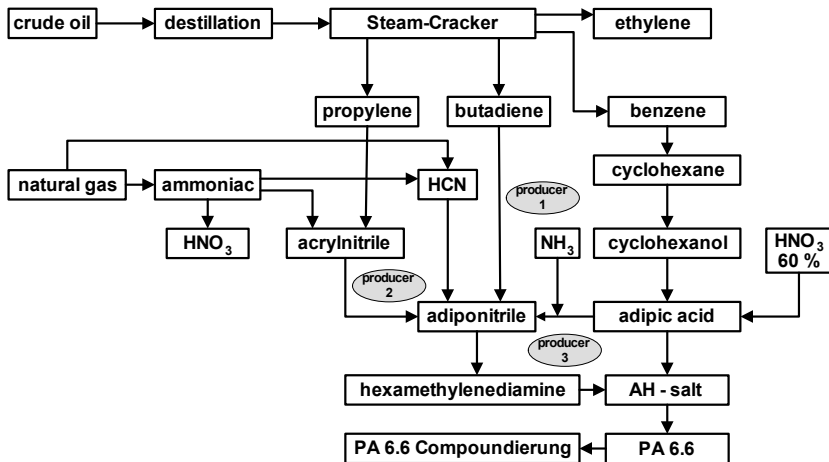 crude oil
destillation
Steam-Cracker
ethylene
propylene
butadiene
benzene
natural gas
ammoniac
HCN
producer
1
cyclohexane
HNO₃
acrylnitrile
NH₃
cyclohexanol
HNO₃
60 %
producer
2
adiponitrile
adipic acid
producer
3
hexamethylenediamine
AH - salt
PA 6.6 Compoundierung
PA 6.6